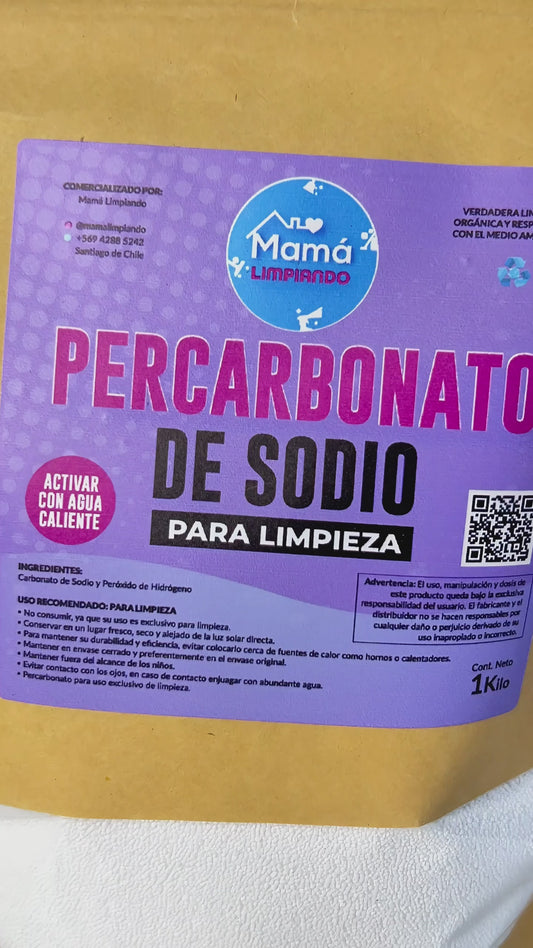 COMERCIALIZADO POR:
Mamá Limpiando
@mamalimpiando
+569 4288 5242
Santiago de Chile
Mamá
LIMPIANDO
VERDADERA LIM
ORGÁNICA Y RESP
CON EL MEDIO AM
PERCARBONATO
DE SODIO
PARA LIMPIEZA
ACTIVAR
CON AGUA
CALIENTE
INGREDIENTES:
Carbonato de Sodio y Peróxido de Hidrógeno
USO RECOMENDADO: PARA LIMPIEZA
• No consumir, ya que su uso es exclusivo para limpieza.
• Conservar en un lugar fresco, seco y alejado de la luz solar directa.
• Para mantener su durabilidad y eficiencia, evitar colocarlo cerca de fuentes de calor como hornos o calentadores.
• Mantener en envase cerrado y preferentemente en el envase original.
• Mantener fuera del alcance de los niños.
• Evitar contacto con los ojos, en caso de contacto enjuagar con abundante agua.
• Percarbonato para uso exclusivo de limpieza.
Advertencia: El uso, manipulación y dosis de
este producto queda bajo la exclusiva
responsabilidad del usuario. El fabricante y el
distribuidor no se hacen responsables por
cualquier daño o perjuicio derivado de su
uso inapropiado o incorrecto.
Cont. Neto
1Kilo